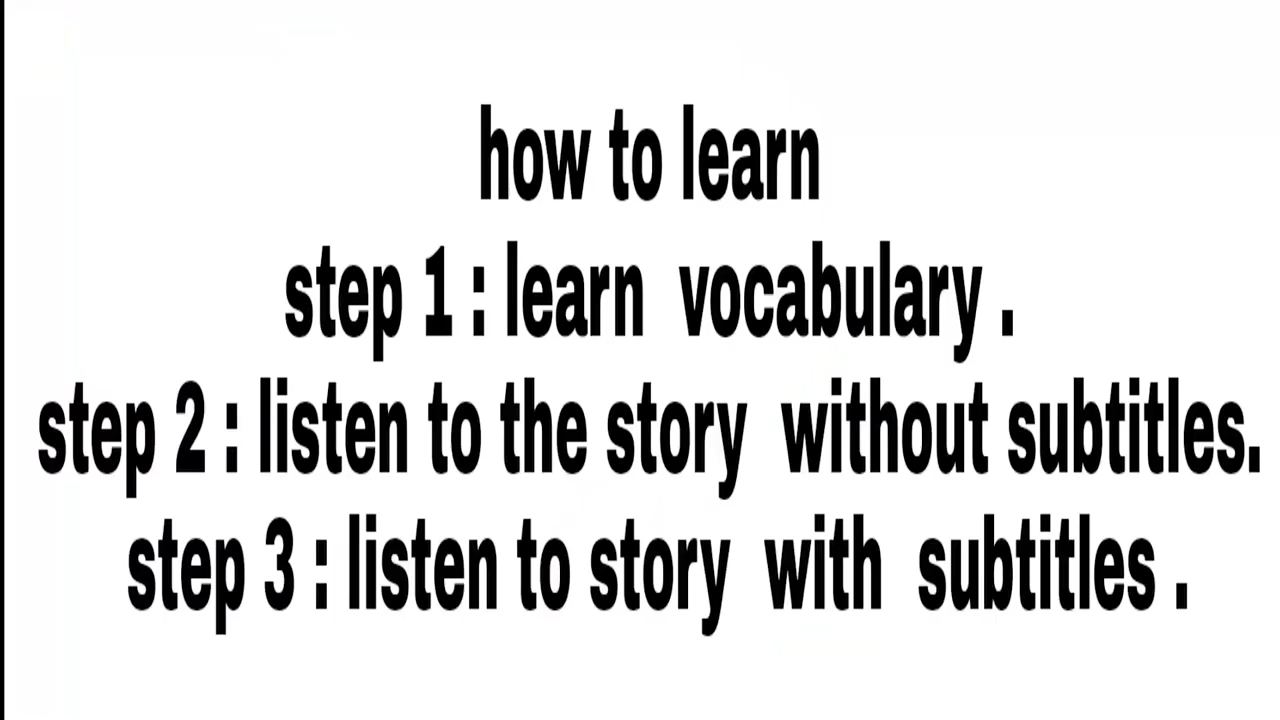 how to learn
step 1 : learn vocabulary .
step 2 : listen to the story without subtitles.
step 3 : listen to story with subtitles .